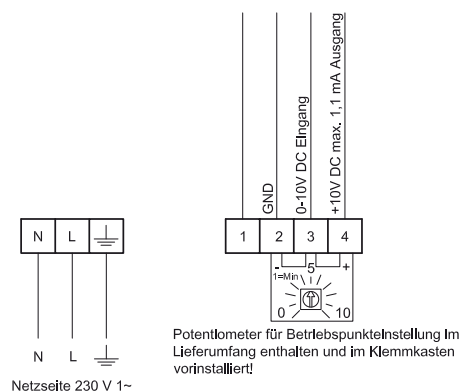 GND
0-10V DC Eingang
+10V DC max. 1,1 mA Ausgang
N L
1 2 3 4
- 5 +
1=Min
0 10
N L
Netzseite 230 V 1~
Potentiometer für Betriebspunkteinstellung im
Lieferumfang enthalten und im Klemmkasten
vorinstalliert!